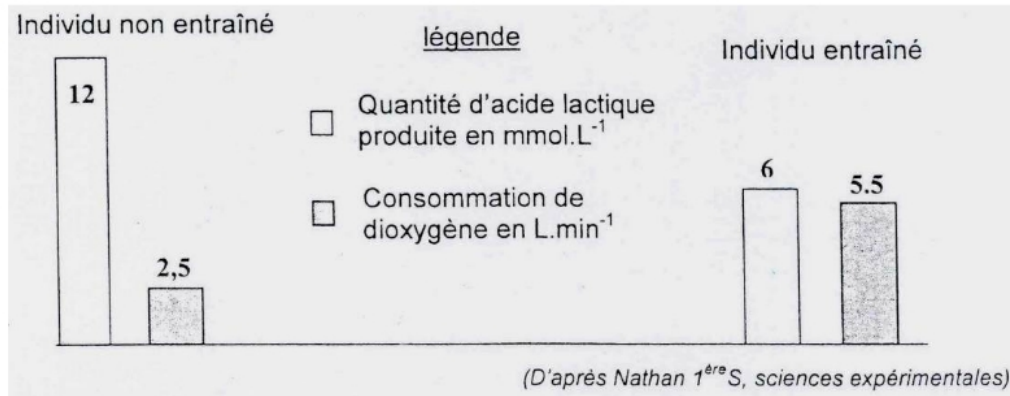 Individu non entraîné
légende
Individu entraîné
12
Quantité d'acide lactique
produite en mmol.L⁻¹
6
5.5
Consommation de
dioxygène en L.min⁻¹
2,5
(D'après Nathan 1ère S, sciences expérimentales)